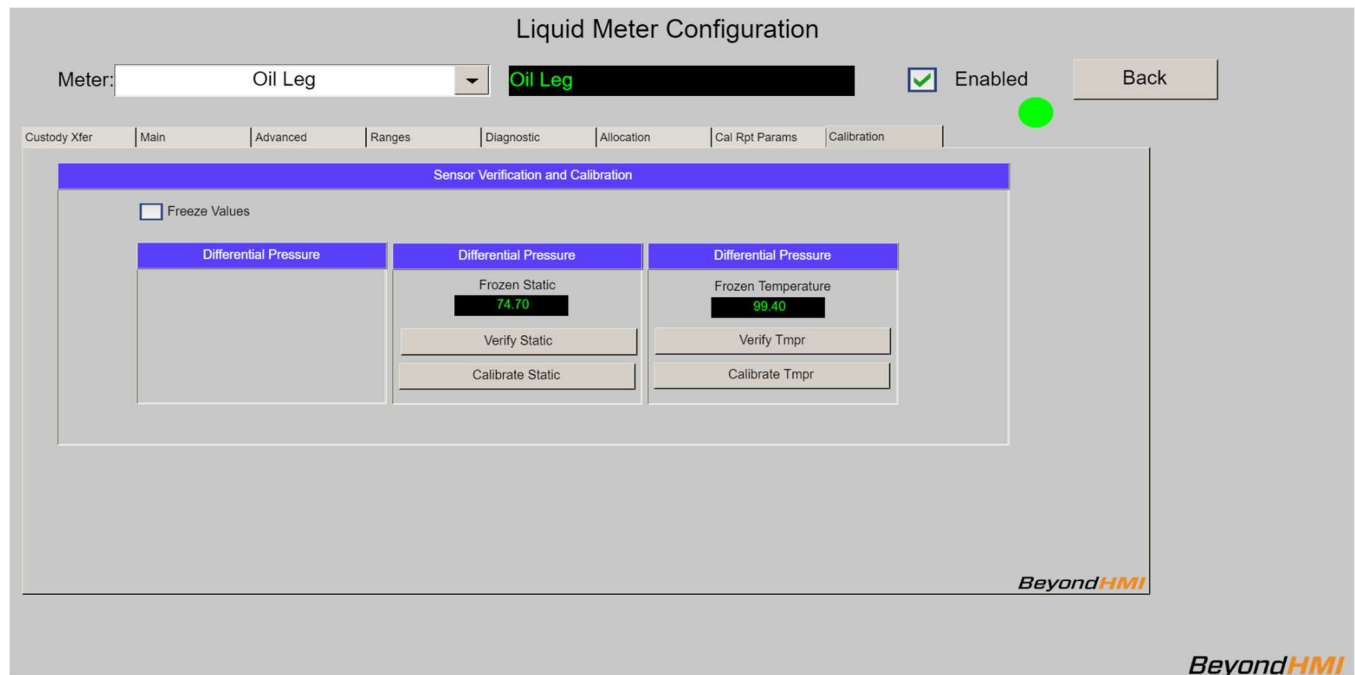 Liquid Meter Configuration
Meter: Oil Leg Oil Leg Enabled Back
Custody Xfer Main Advanced Ranges Diagnostic Allocation Cal Rpt Params Calibration
Sensor Verification and Calibration
Freeze Values
Differential Pressure Differential Pressure Differential Pressure
Frozen Static Frozen Temperature
74.70 99.40
Verify Static Verify Tmpr
Calibrate Static Calibrate Tmpr
BeyondHMI
BeyondHMI